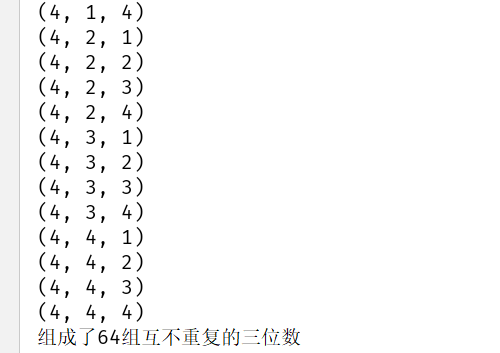 (4, 1, 4)
(4, 2, 1)
(4, 2, 2)
(4, 2, 3)
(4, 2, 4)
(4, 3, 1)
(4, 3, 2)
(4, 3, 3)
(4, 3, 4)
(4, 4, 1)
(4, 4, 2)
(4, 4, 3)
(4, 4, 4)
组成了64组互不重复的三位数